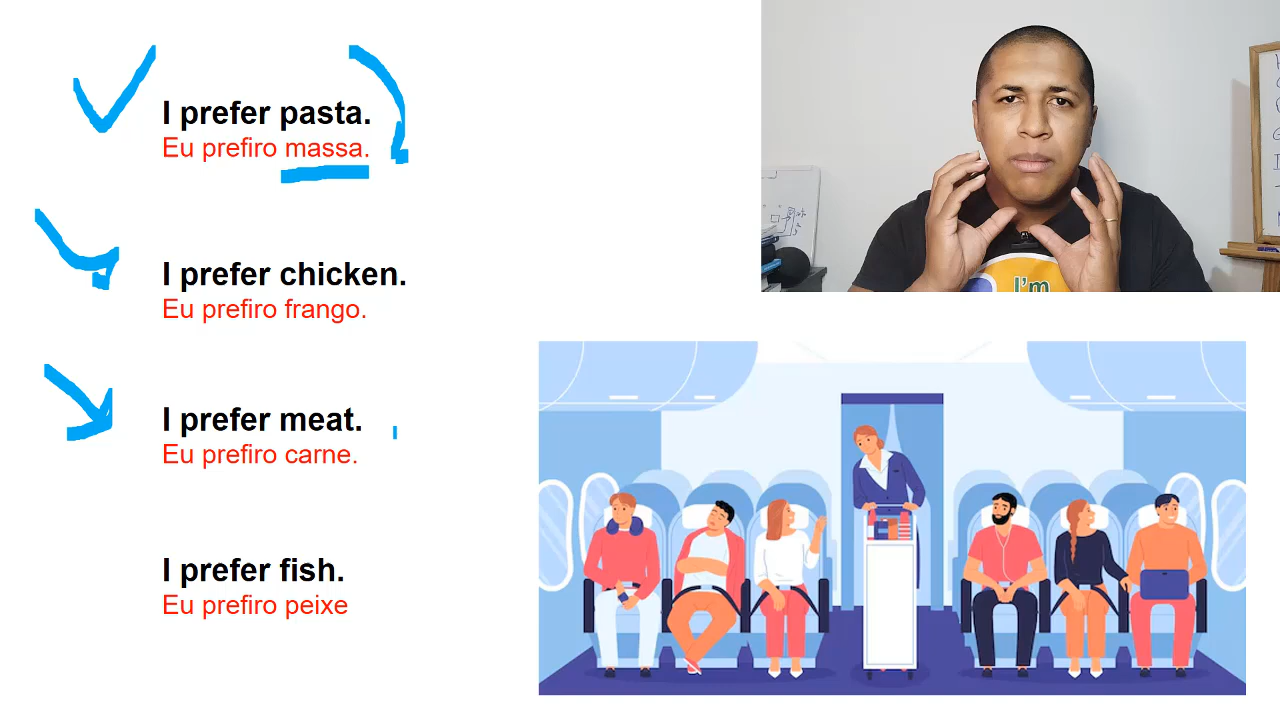 I prefer pasta.
Eu prefiro massa.
I prefer chicken.
Eu prefiro frango.
I prefer meat.
Eu prefiro carne.
I prefer fish.
Eu prefiro peixe
I'm